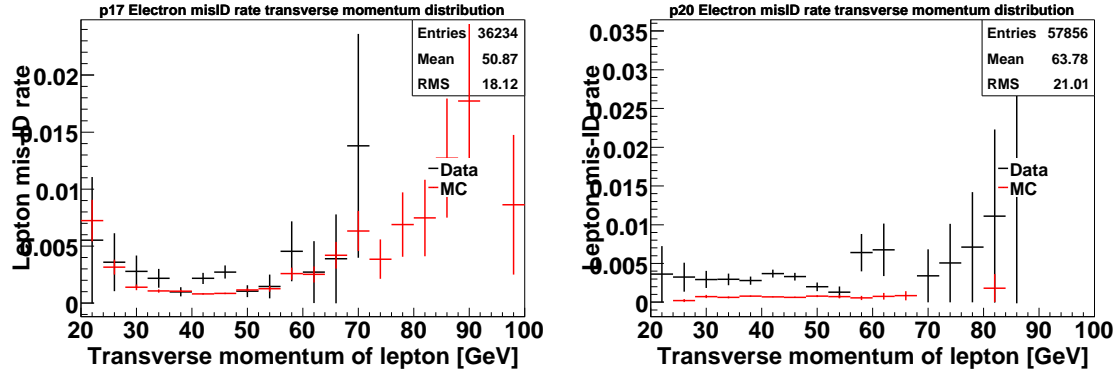 p17 Electron misID rate transverse momentum distribution
Entries 36234
Mean 50.87
RMS 18.12
Lepton mis-ID rate
0.02
0.015
0.01
0.005
0
Data
MC
20 30 40 50 60 70 80 90 100
Transverse momentum of lepton [GeV]
p20 Electron misID rate transverse momentum distribution
Entries 57856
Mean 63.78
RMS 21.01
Lepton mis-ID rate
0.035
0.03
0.025
0.02
0.015
0.01
0.005
0
Data
MC
20 30 40 50 60 70 80 90 100
Transverse momentum of lepton [GeV]